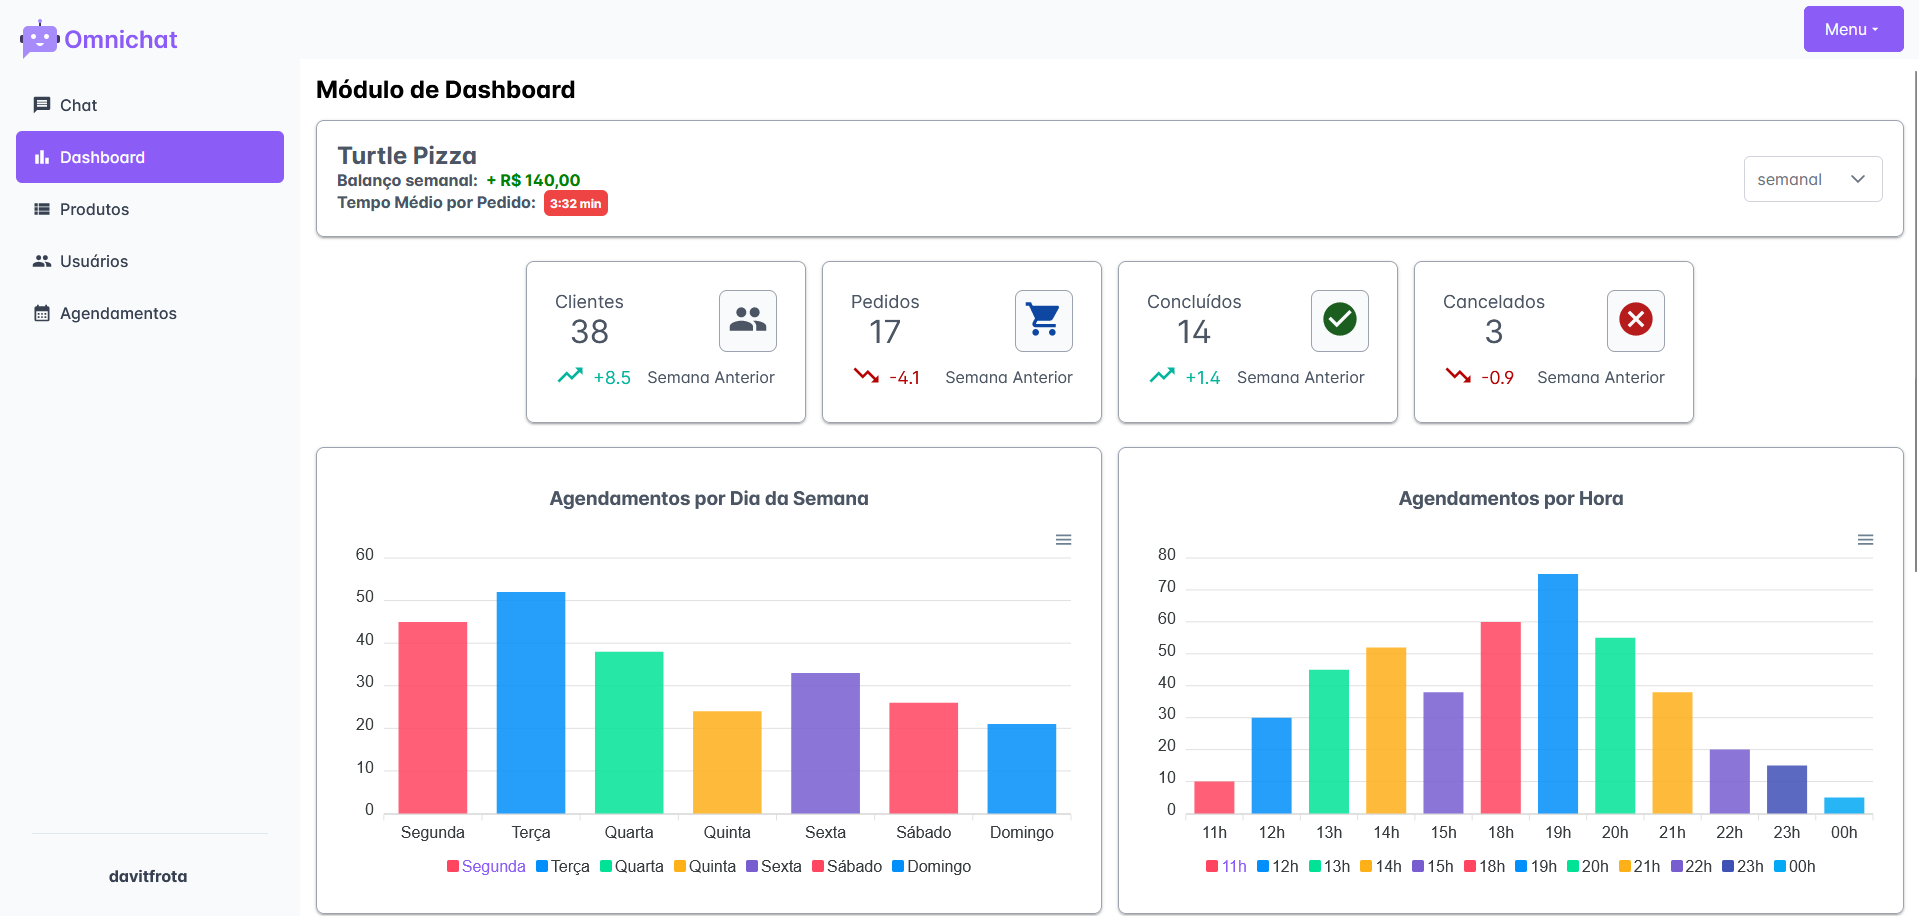 Omnichat
Menu
Chat
Dashboard
Produtos
Usuários
Agendamentos
davitfrota
Módulo de Dashboard
Turtle Pizza
Balanço semanal: + R$ 140,00
Tempo Médio por Pedido: 3:32 min
semanal
Clientes
38
+8.5 Semana Anterior
Pedidos
17
-4.1 Semana Anterior
Concluídos
14
+1.4 Semana Anterior
Cancelados
3
-0.9 Semana Anterior
Agendamentos por Dia da Semana
60
50
40
30
20
10
0
Segunda Terça Quarta Quinta Sexta Sábado Domingo
Segunda Terça Quarta Quinta Sexta Sábado Domingo
Agendamentos por Hora
80
70
60
50
40
30
20
10
0
11h 12h 13h 14h 15h 18h 19h 20h 21h 22h 23h 00h
11h 12h 13h 14h 15h 18h 19h 20h 21h 22h 23h 00h